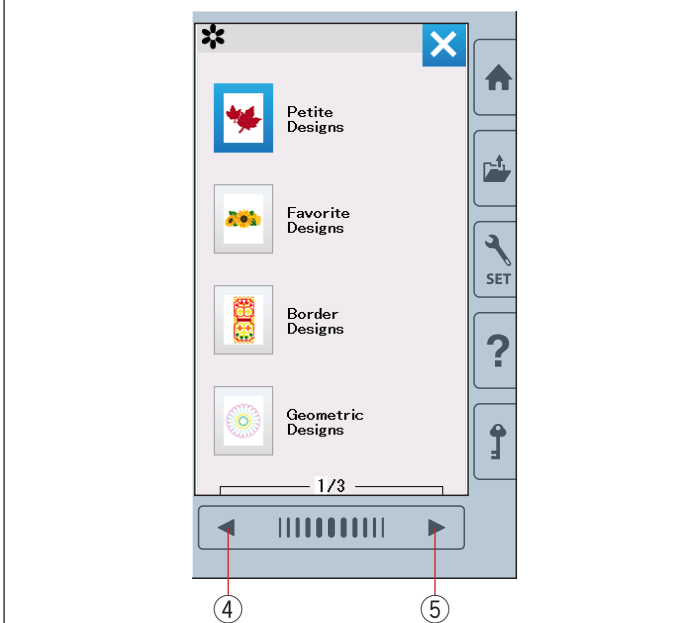 Petite
Designs
Favorite
Designs
SET
Border
Designs
?
Geometric
Designs
1/3
④
⑤